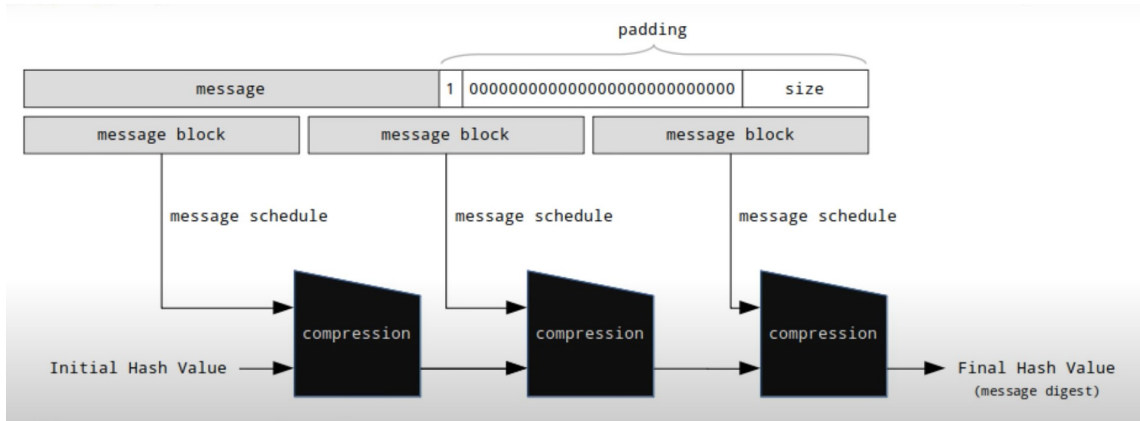 padding
message 1 000000000000000000000000000 size
message block message block message block
message schedule message schedule message schedule
compression compression compression
Initial Hash Value Final Hash Value
(message digest)